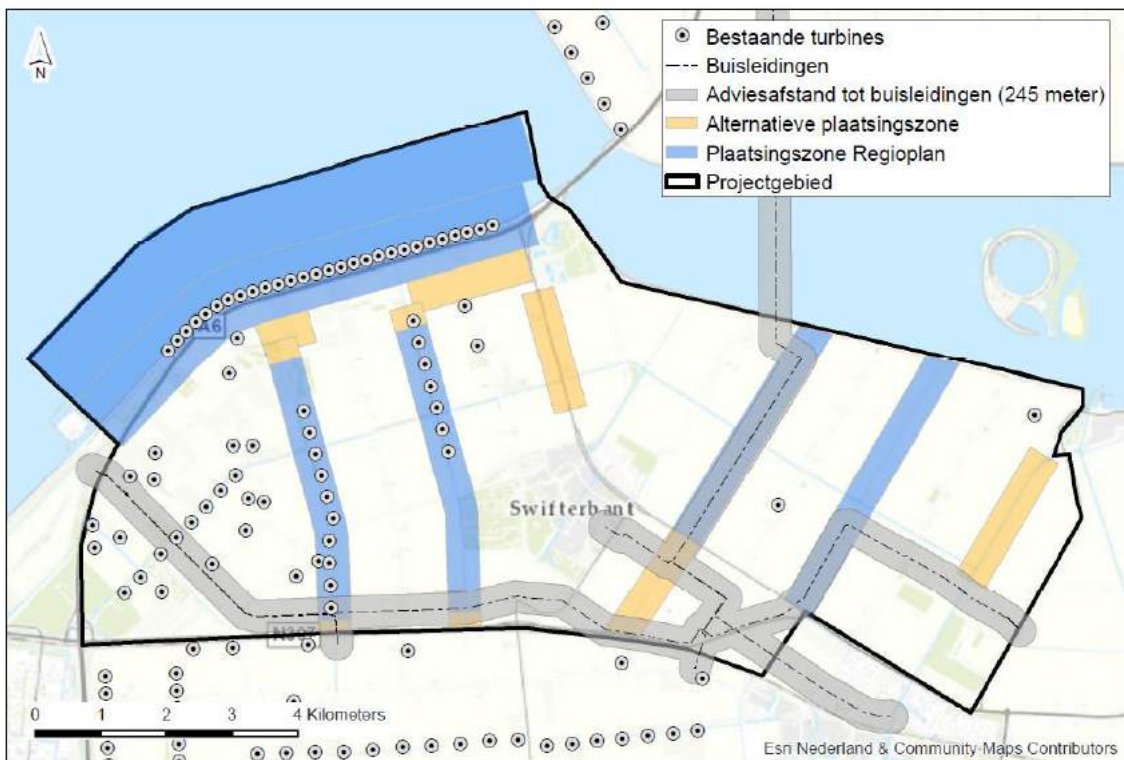 N
Bestaande turbines
Buisleidingen
Adviesafstand tot buisleidingen (245 meter)
Alternatieve plaatsingszone
Plaatsingszone Regioplan
Projectgebied
A6
Swifterbant
N307
0 1 2 3 4 Kilometers
Esri Nederland & Community Maps Contributors